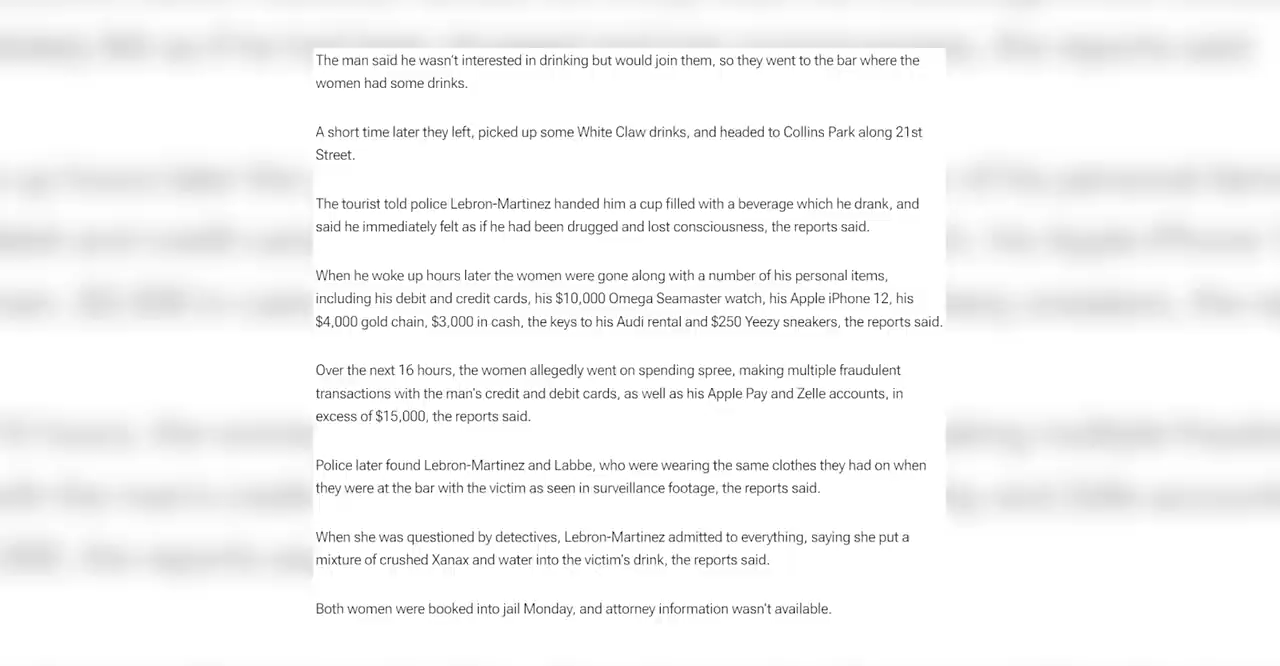 The man said he wasn't interested in drinking but would join them, so they went to the bar where the
women had some drinks.
A short time later they left, picked up some White Claw drinks, and headed to Collins Park along 21st
Street.
The tourist told police Lebron-Martinez handed him a cup filled with a beverage which he drank, and
said he immediately felt as if he had been drugged and lost consciousness, the reports said.
When he woke up hours later the women were gone along with a number of his personal items,
including his debit and credit cards, his $10,000 Omega Seamaster watch, his Apple iPhone 12, his
$4,000 gold chain, $3,000 in cash, the keys to his Audi rental and $250 Yeezy sneakers, the reports said.
Over the next 16 hours, the women allegedly went on spending spree, making multiple fraudulent
transactions with the man's credit and debit cards, as well as his Apple Pay and Zelle accounts, in
excess of $15,000, the reports said.
Police later found Lebron-Martinez and Labbe, who were wearing the same clothes they had on when
they were at the bar with the victim as seen in surveillance footage, the reports said.
When she was questioned by detectives, Lebron-Martinez admitted to everything, saying she put a
mixture of crushed Xanax and water into the victim's drink, the reports said.
Both women were booked into jail Monday, and attorney information wasn't available.